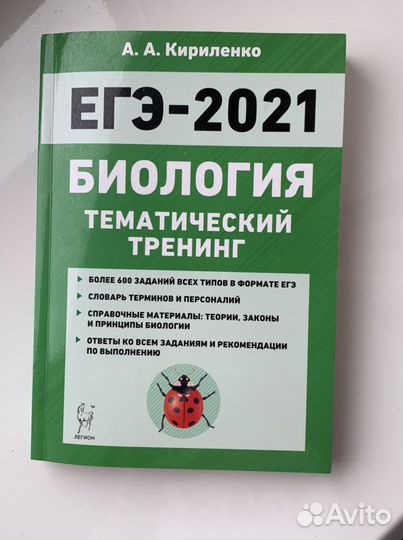 А. А. Кириленко
ЕГЭ-2021
БИОЛОГИЯ
ТЕМАТИЧЕСКИЙ
ТРЕНИНГ
БОЛЕЕ 600 ЗАДАНИЙ ВСЕХ ТИПОВ В ФОРМАТЕ ЕГЭ
СЛОВАРЬ ТЕРМИНОВ И ПЕРСОНАЛИЙ
СПРАВОЧНЫЕ МАТЕРИАЛЫ: ТЕОРИИ, ЗАКОНЫ
И ПРИНЦИПЫ БИОЛОГИИ
ОТВЕТЫ КО ВСЕМ ЗАДАНИЯМ И РЕКОМЕНДАЦИИ
ПО ВЫПОЛНЕНИЮ
TM
ЛЕГИОН
Avito